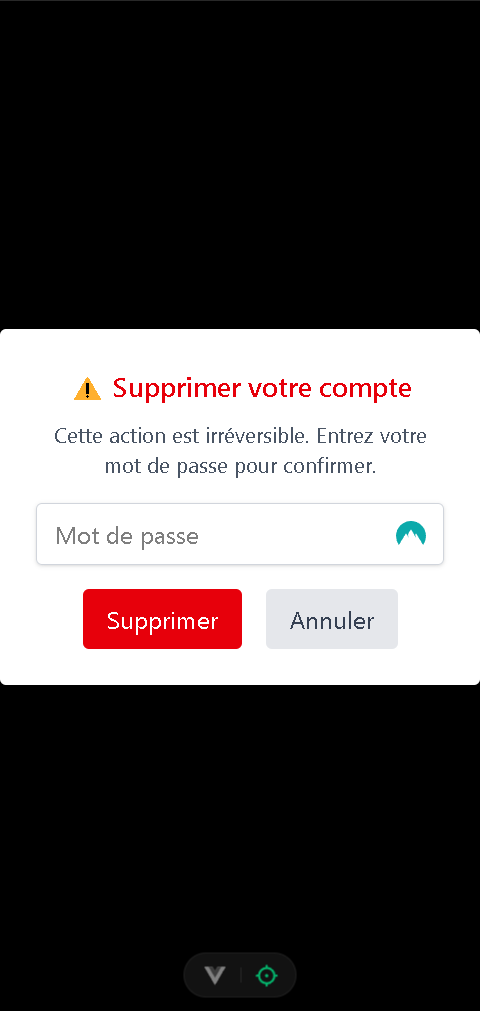 ⚠️ Supprimer votre compte
Cette action est irréversible. Entrez votre
mot de passe pour confirmer.
Mot de passe
Supprimer
Annuler